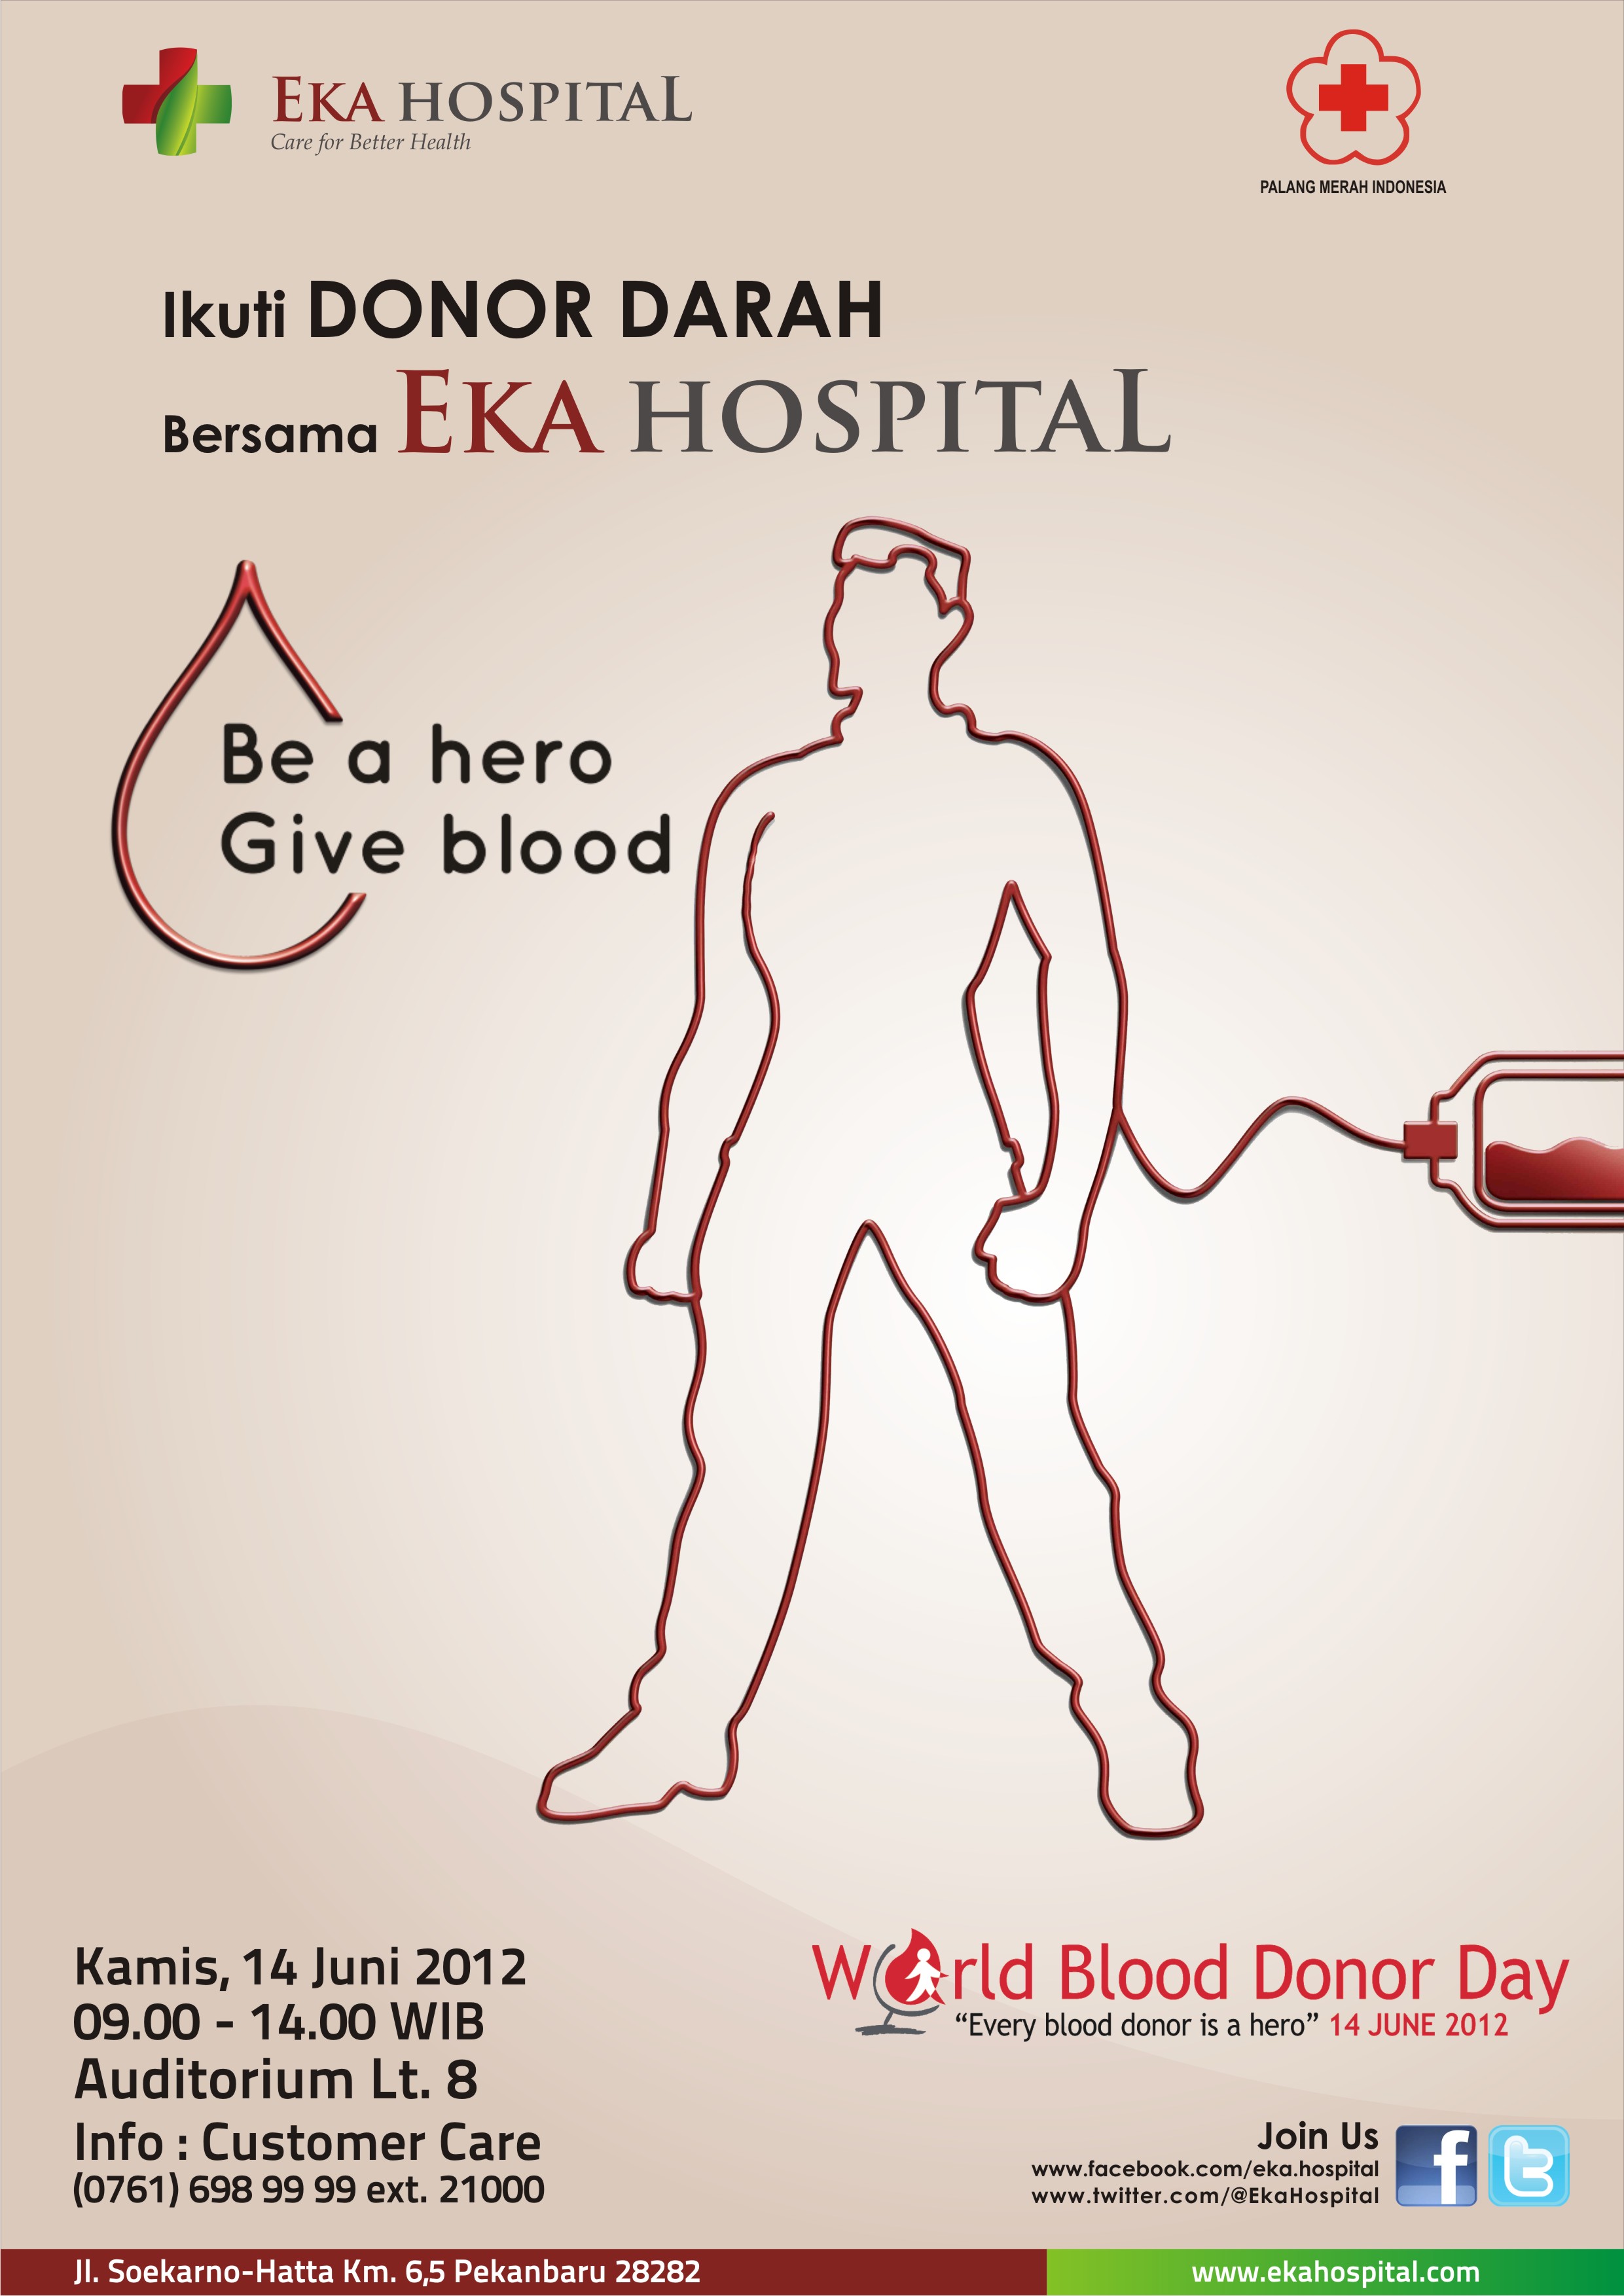 EKA HOSPITAL
Care for Better Health
PALANG MERAH INDONESIA
Ikuti DONOR DARAH
Bersama EKA HOSPITAL
Be a hero
Give blood
Kamis, 14 Juni 2012
09.00 - 14.00 WIB
Auditorium Lt. 8
Info : Customer Care
(0761) 698 99 99 ext. 21000
World Blood Donor Day
“Every blood donor is a hero” 14 JUNE 2012
Join Us
www.facebook.com/eka.hospital
www.twitter.com/@EkaHospital
Jl. Soekarno-Hatta Km. 6,5 Pekanbaru 28282
www.ekahospital.com